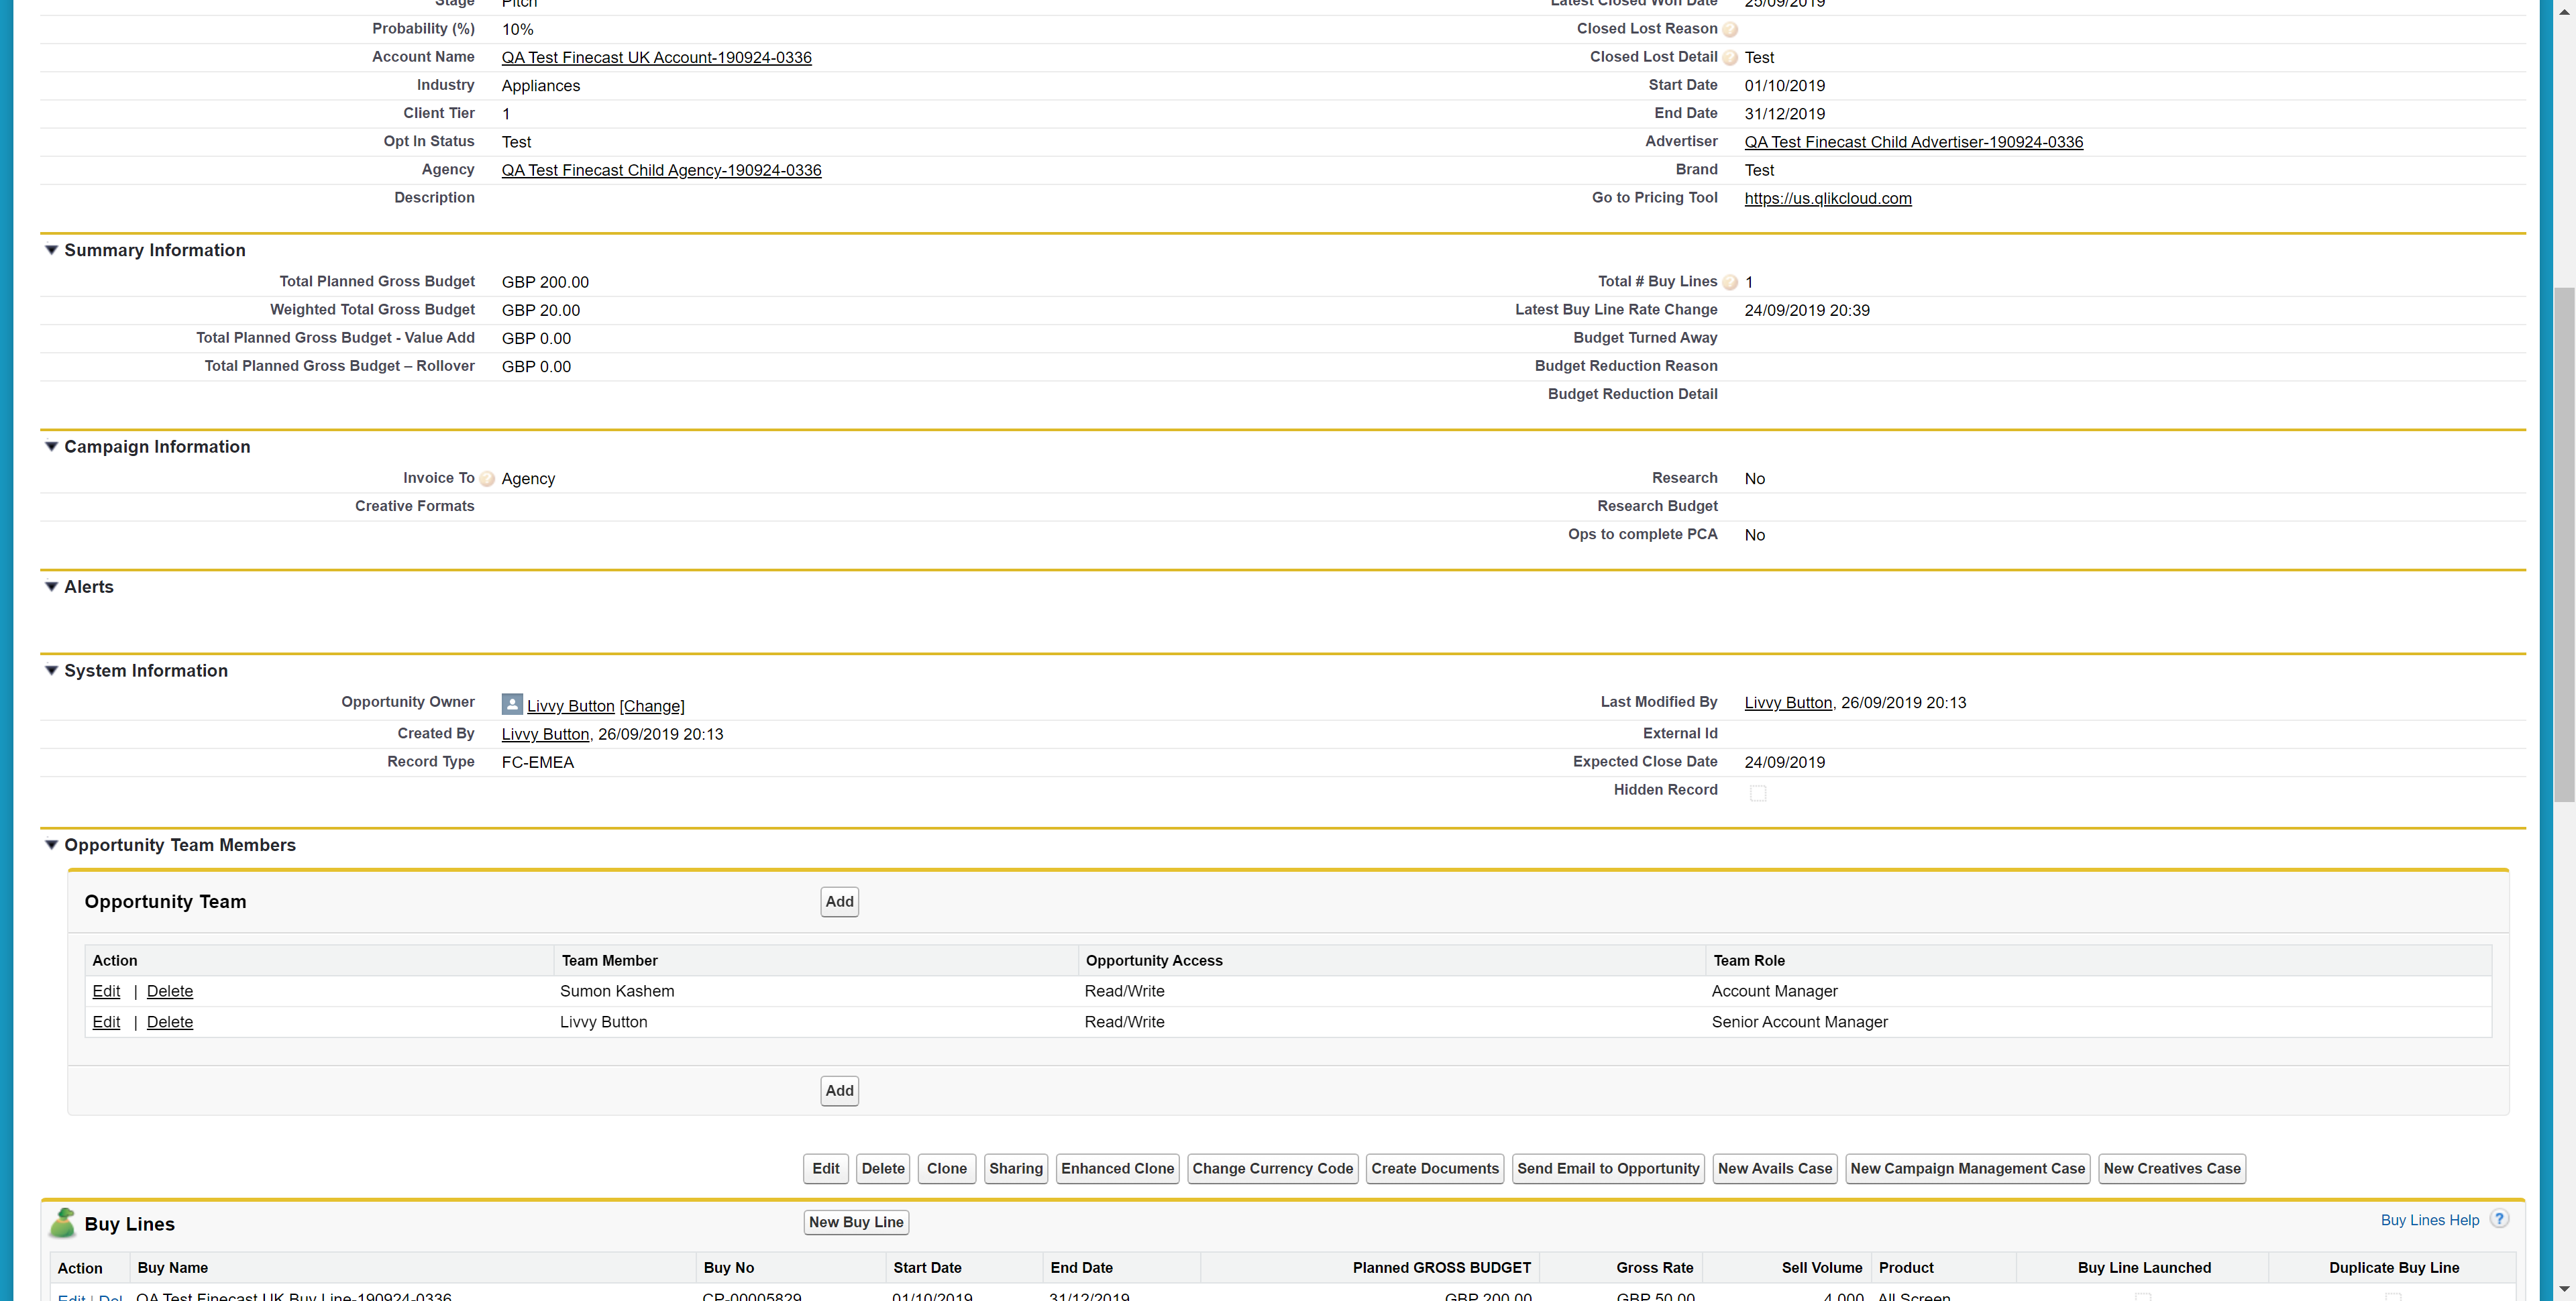 Stage Pitch Latest Closed Won Date 25/09/2019
Probability (%) 10% Closed Lost Reason ?
Account Name QA Test Finecast UK Account-190924-0336 Closed Lost Detail ? Test
Industry Appliances Start Date 01/10/2019
Client Tier 1 End Date 31/12/2019
Opt In Status Test Advertiser QA Test Finecast Child Advertiser-190924-0336
Agency QA Test Finecast Child Agency-190924-0336 Brand Test
Description Go to Pricing Tool https://us.qlikcloud.com
Summary Information
Total Planned Gross Budget GBP 200.00 Total # Buy Lines ? 1
Weighted Total Gross Budget GBP 20.00 Latest Buy Line Rate Change 24/09/2019 20:39
Total Planned Gross Budget - Value Add GBP 0.00 Budget Turned Away
Total Planned Gross Budget – Rollover GBP 0.00 Budget Reduction Reason
Budget Reduction Detail
Campaign Information
Invoice To ? Agency Research No
Creative Formats Research Budget
Ops to complete PCA No
Alerts
System Information
Opportunity Owner Livvy Button [Change] Last Modified By Livvy Button, 26/09/2019 20:13
Created By Livvy Button, 26/09/2019 20:13 External Id
Record Type FC-EMEA Expected Close Date 24/09/2019
Hidden Record
Opportunity Team Members
Opportunity Team Add
Action Team Member Opportunity Access Team Role
Edit | Delete Sumon Kashem Read/Write Account Manager
Edit | Delete Livvy Button Read/Write Senior Account Manager
Add
Edit Delete Clone Sharing Enhanced Clone Change Currency Code Create Documents Send Email to Opportunity New Avails Case New Campaign Management Case New Creatives Case
Buy Lines New Buy Line Buy Lines Help ?
Action Buy Name Buy No Start Date End Date Planned GROSS BUDGET Gross Rate Sell Volume Product Buy Line Launched Duplicate Buy Line
Edit | Del QA Test Finecast UK Buy Line-190924-0336 CP-00005829 01/10/2019 31/12/2019 GBP 200.00 GBP 50.00 4,000 All Screen